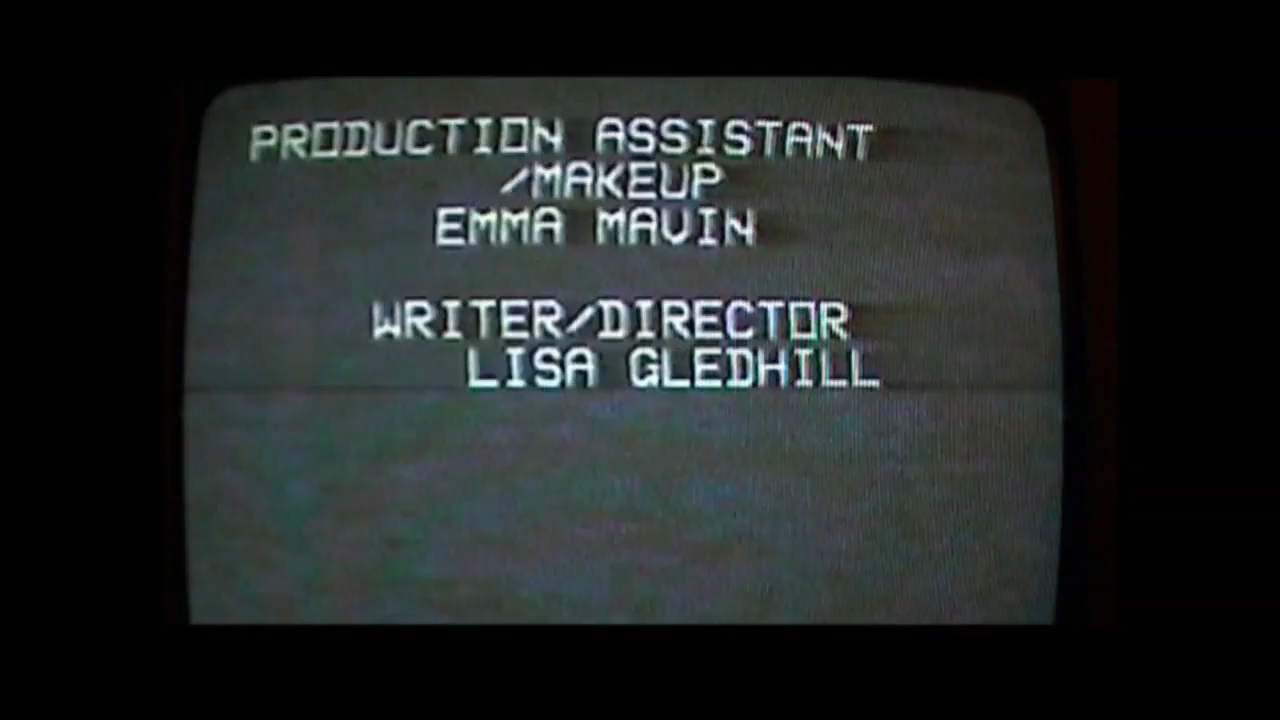 PRODUCTION ASSISTANT
/MAKEUP
EMMA MAVIN
WRITER/DIRECTOR
LISA GLEDHILL